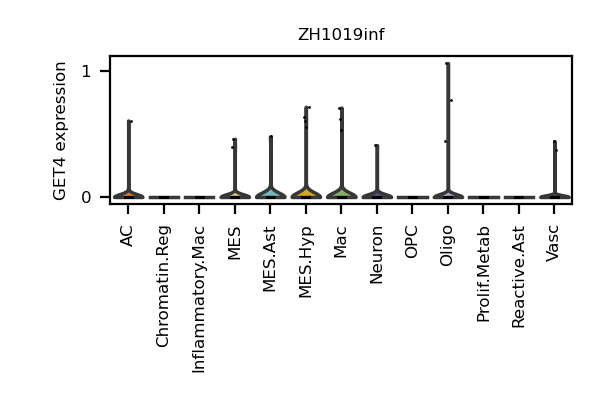 ZH1019inf
GET4 expression
1
0
AC
Chromatin.Reg
Inflammatory.Mac
MES
MES.Ast
MES.Hyp
Mac
Neuron
OPC
Oligo
Prolif.Metab
Reactive.Ast
Vasc